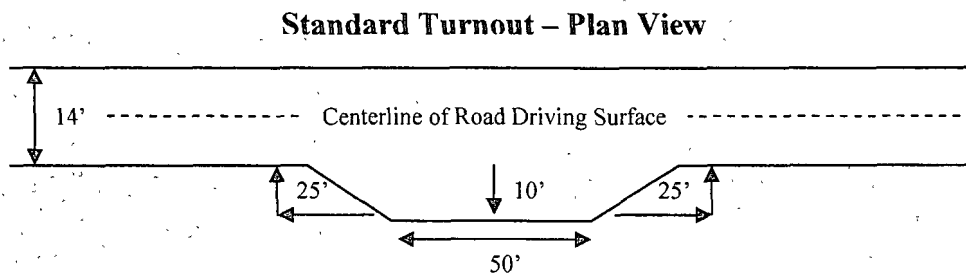 Standard Turnout – Plan View
14’
Centerline of Road Driving Surface
25’
10’
25’
50’